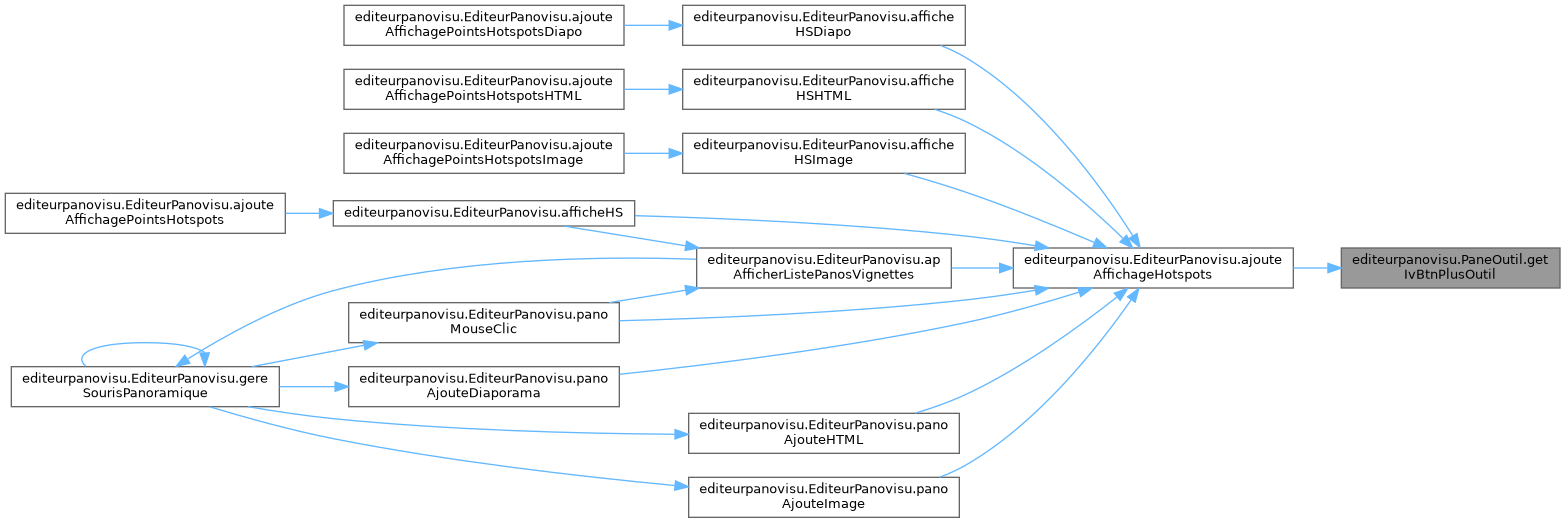 editeurpanovisu.EditeurPanovisu.ajoute
AffichagePointsHotspotsDiapo
editeurpanovisu.EditeurPanovisu.affiche
HSDiapo
editeurpanovisu.EditeurPanovisu.ajoute
AffichagePointsHotspotsHTML
editeurpanovisu.EditeurPanovisu.affiche
HSHTML
editeurpanovisu.EditeurPanovisu.ajoute
AffichagePointsHotspotsImage
editeurpanovisu.EditeurPanovisu.affiche
HSImage
editeurpanovisu.EditeurPanovisu.ajoute
AffichagePointsHotspots
editeurpanovisu.EditeurPanovisu.afficheHS
editeurpanovisu.EditeurPanovisu.ap
AfficherListePanosVignettes
editeurpanovisu.EditeurPanovisu.ajoute
AffichageHotspots
editeurpanovisu.PaneOutil.get
IvBtnPlusOutil
editeurpanovisu.EditeurPanovisu.pano
MouseClic
editeurpanovisu.EditeurPanovisu.gere
SourisPanoramique
editeurpanovisu.EditeurPanovisu.pano
AjouteDiaporama
editeurpanovisu.EditeurPanovisu.pano
AjouteHTML
editeurpanovisu.EditeurPanovisu.pano
AjouteImage